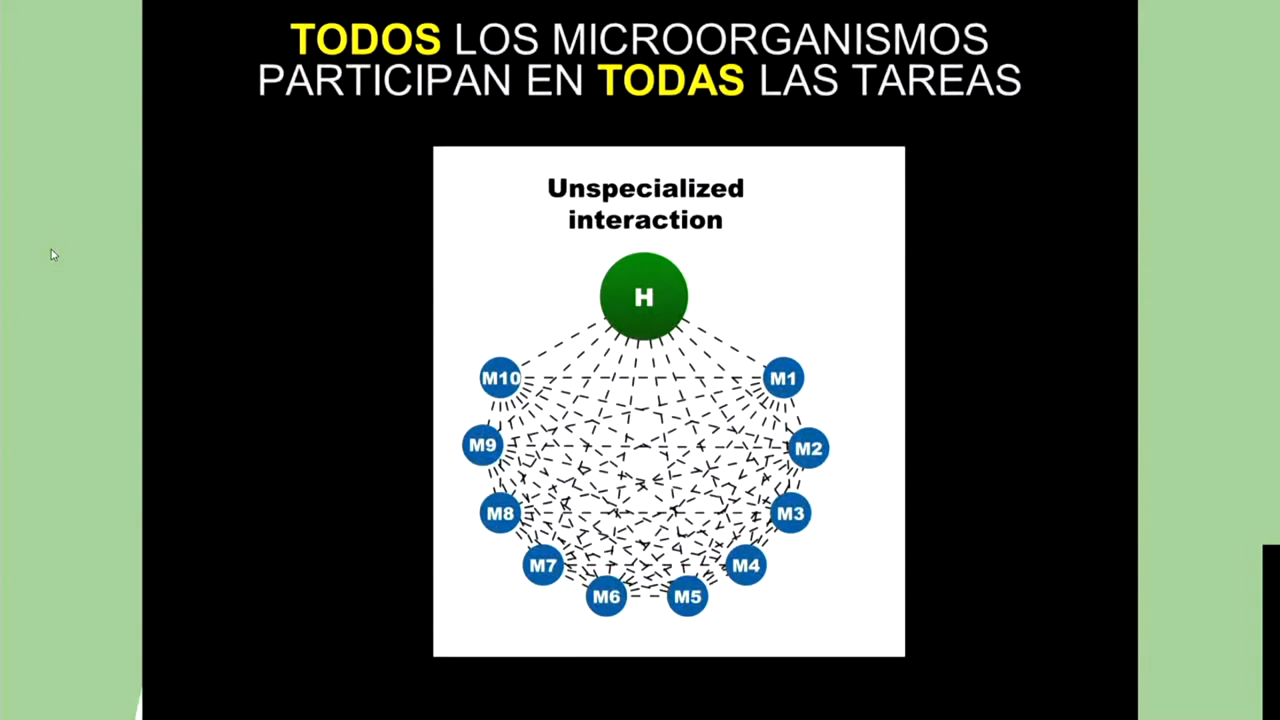 TODOS LOS MICROORGANISMOS
PARTICIPAN EN TODAS LAS TAREAS
Unspecialized
interaction
H
M10
M1
M9
M2
M8
M3
M7
M4
M6
M5